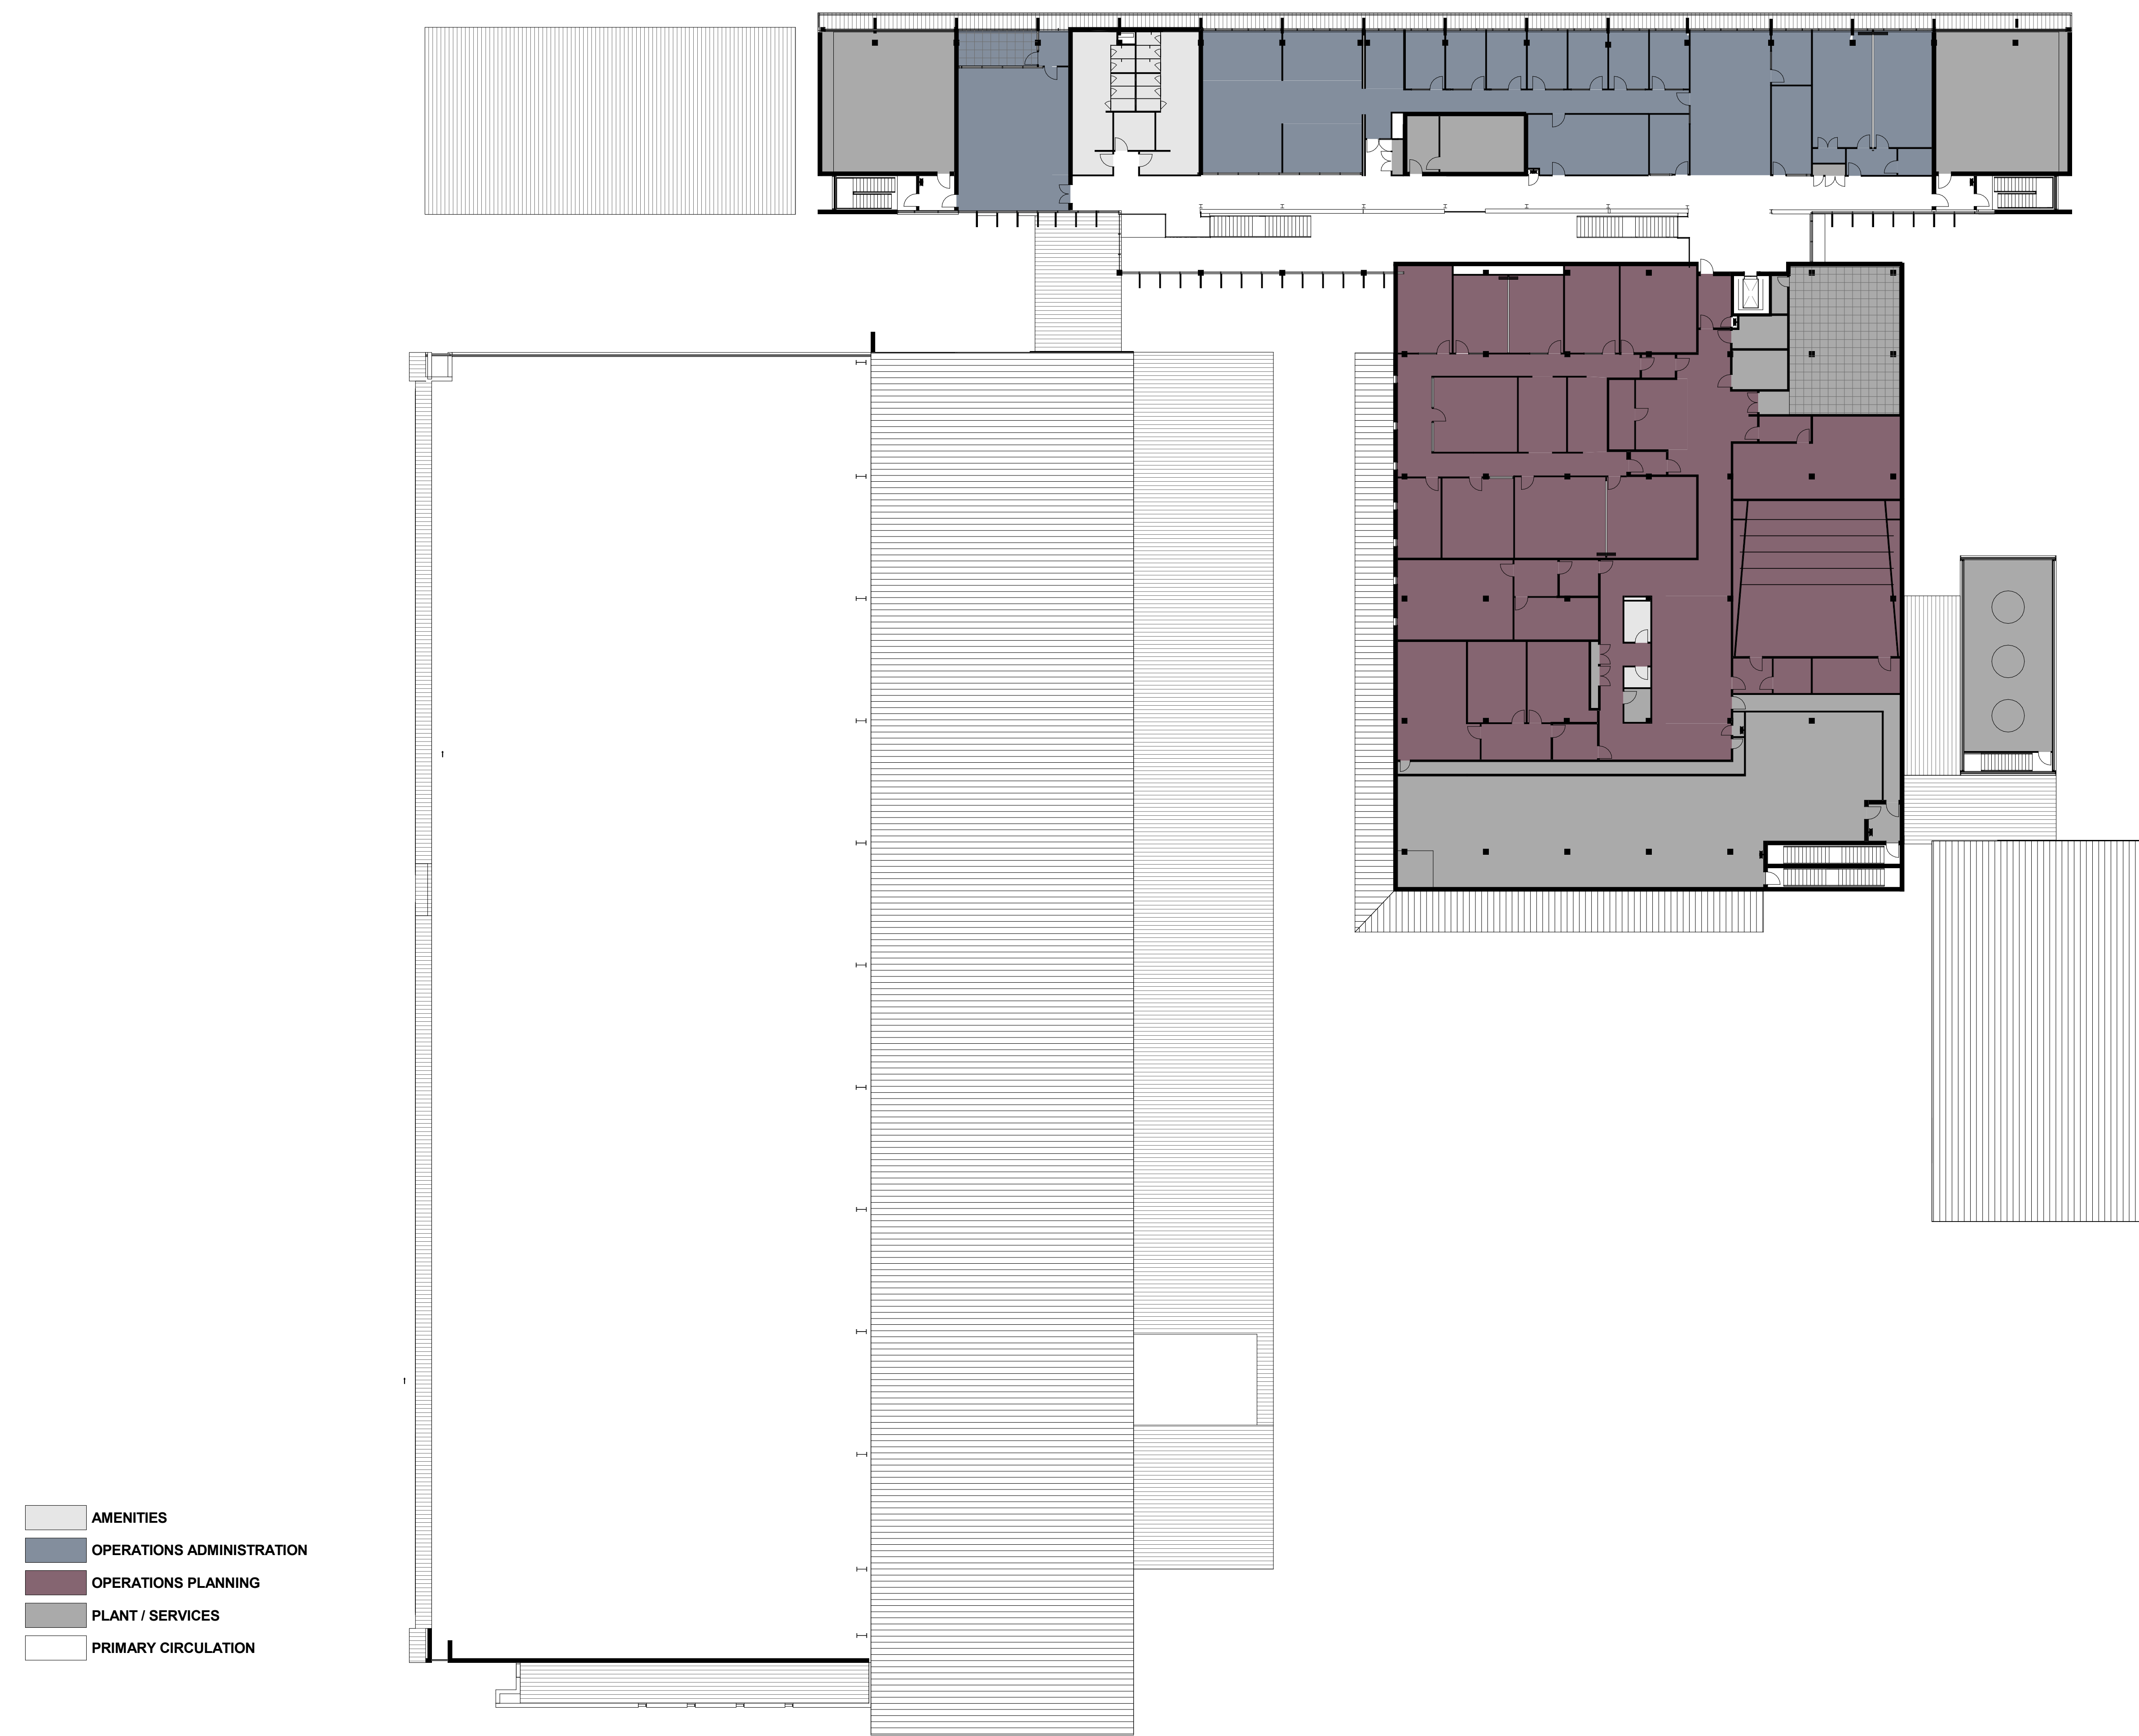 AMENITIES
OPERATIONS ADMINISTRATION
OPERATIONS PLANNING
PLANT / SERVICES
PRIMARY CIRCULATION